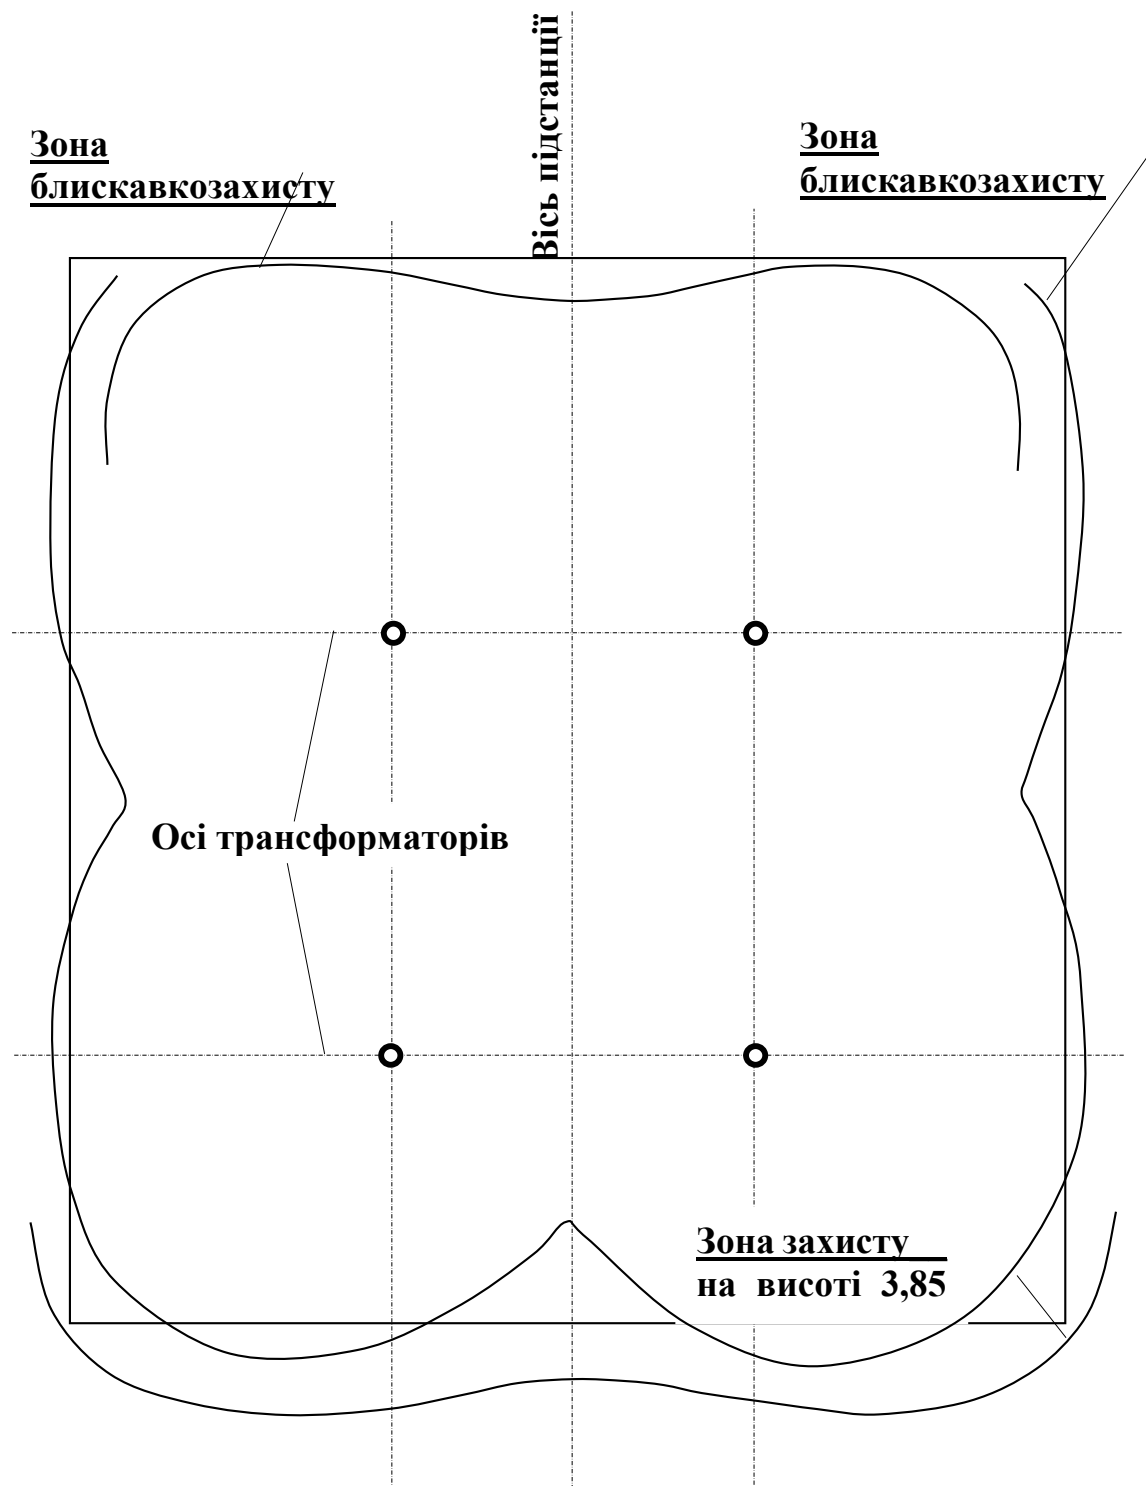 Вісь підстанції
Зона
блискавкозахисту
Зона
блискавкозахисту
Осі трансформаторів
Зона захисту
на висоті 3,85